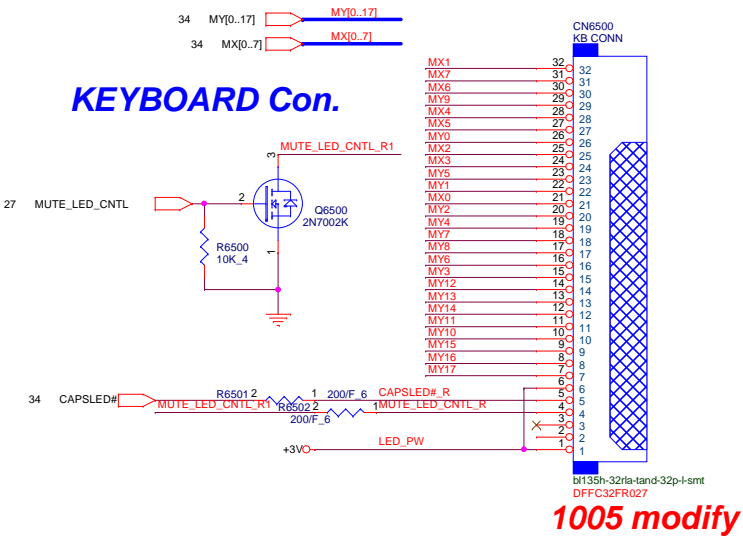 34 MY[0..17] MY[0..17]
34 MX[0..7] MX[0..7]
CN6500
KB CONN
KEYBOARD Con.
MX1 32 32
MX7 31 31
MX6 30 30
MY9 29 29
MX4 28 28
MX5 27 27
MY0 26 26
MX2 25 25
MX3 24 24
MY5 23 23
MY1 22 22
MX0 21 21
MY2 20 20
MY4 19 19
MY7 18 18
MY8 17 17
MY6 16 16
MY3 15 15
MY12 14 14
MY13 13 13
MY14 12 12
MY11 11 11
MY10 10 10
MY15 9 9
MY16 8 8
MY17 7 7
6 6
5 5
4 4
3 3
2 2
1 1
3 MUTE_LED_CNTL_R1
27 MUTE_LED_CNTL 2
Q6500
2N7002K
1
R6500
10K_4
34 CAPSLED# R6501 2 1 200/F_6 CAPSLED#_R
MUTE_LED_CNTL_R1 R6502 2 1 MUTE_LED_CNTL_R
200/F_6
+3V LED_PW
bl135h-32rla-tand-32p-l-smt
DFFC32FR027
1005 modify